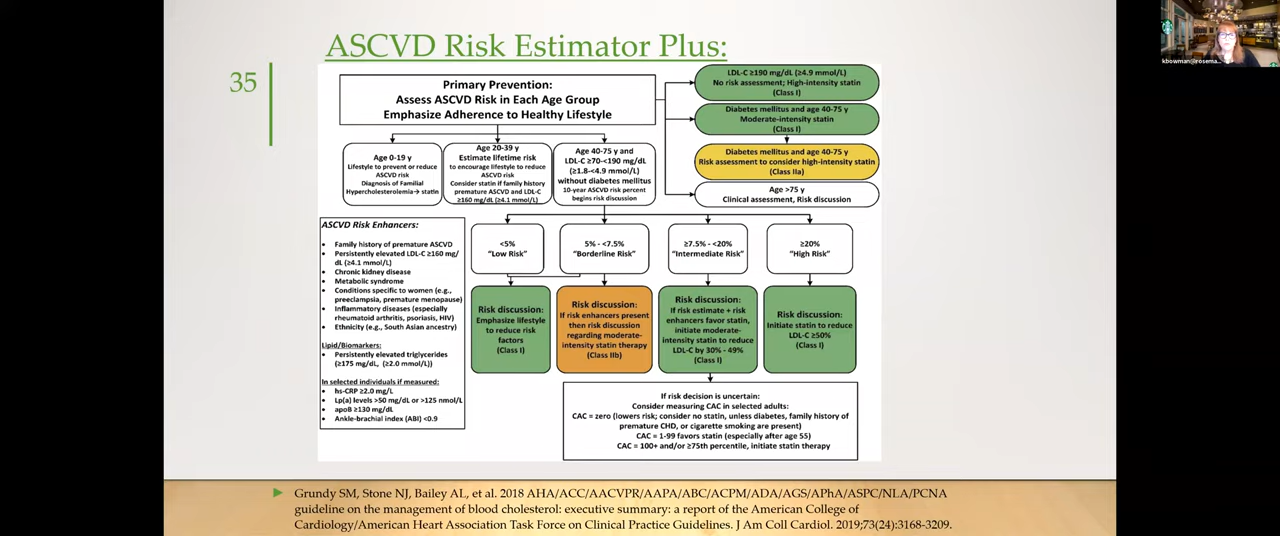 ASCVD Risk Estimator Plus:
35
Primary Prevention:
Assess ASCVD Risk in Each Age Group
Emphasize Adherence to Healthy Lifestyle
LDL-C ≥190 mg/dL (≥4.9 mmol/L)
No risk assessment; High-intensity statin
(Class I)
Diabetes mellitus and age 40-75 y
Moderate-intensity statin
(Class I)
Diabetes mellitus and age 40-75 y
Risk assessment to consider high-intensity statin
(Class IIa)
Age >75 y
Clinical assessment, Risk discussion
Age 0-19 y
Lifestyle to prevent or reduce
ASCVD risk
Diagnosis of Familial
Hypercholesterolemia→ statin
Age 20-39 y
Estimate lifetime risk
to encourage lifestyle to reduce
ASCVD risk
Consider statin if family history
premature ASCVD and LDL-C
≥160 mg/dL (≥4.1 mmol/L)
Age 40-75 y and
LDL-C ≥70-<190 mg/dL
(≥1.8-<4.9 mmol/L)
without diabetes mellitus
10-year ASCVD risk percent
begins risk discussion
<5%
"Low Risk"
5% - <7.5%
"Borderline Risk"
≥7.5% - <20%
"Intermediate Risk"
≥20%
"High Risk"
Risk discussion:
Emphasize lifestyle
to reduce risk
factors
(Class I)
Risk discussion:
If risk enhancers present
then risk discussion
regarding moderate-
intensity statin therapy
(Class IIb)
Risk discussion:
If risk estimate + risk
enhancers favor statin,
initiate moderate-
intensity statin to reduce
LDL-C by 30% - 49%
(Class I)
Risk discussion:
Initiate statin to reduce
LDL-C ≥50%
(Class I)
If risk decision is uncertain:
Consider measuring CAC in selected adults:
CAC = zero (lowers risk; consider no statin, unless diabetes, family history of
premature CHD, or cigarette smoking are present)
CAC = 1-99 favors statin (especially after age 55)
CAC = 100+ and/or ≥75th percentile, initiate statin therapy
ASCVD Risk Enhancers:
• Family history of premature ASCVD
• Persistently elevated LDL-C ≥160 mg/
dL (≥4.1 mmol/L)
• Chronic kidney disease
• Metabolic syndrome
• Conditions specific to women (e.g.,
preeclampsia, premature menopause)
• Inflammatory diseases (especially
rheumatoid arthritis, psoriasis, HIV)
• Ethnicity (e.g., South Asian ancestry)
Lipid/Biomarkers:
• Persistently elevated triglycerides
(≥175 mg/dL, (≥2.0 mmol/L))
In selected individuals if measured:
• hs-CRP ≥2.0 mg/L
• Lp(a) levels >50 mg/dL or >125 nmol/L
• apoB ≥130 mg/dL
• Ankle-brachial index (ABI) <0.9
Grundy SM, Stone NJ, Bailey AL, et al. 2018 AHA/ACC/AACVPR/AAPA/ABC/ACPM/ADA/AGS/APhA/ASPC/NLA/PCNA
guideline on the management of blood cholesterol: executive summary: a report of the American College of
Cardiology/American Heart Association Task Force on Clinical Practice Guidelines. J Am Coll Cardiol. 2019;73(24):3168-3209.
kbowman@rosema...